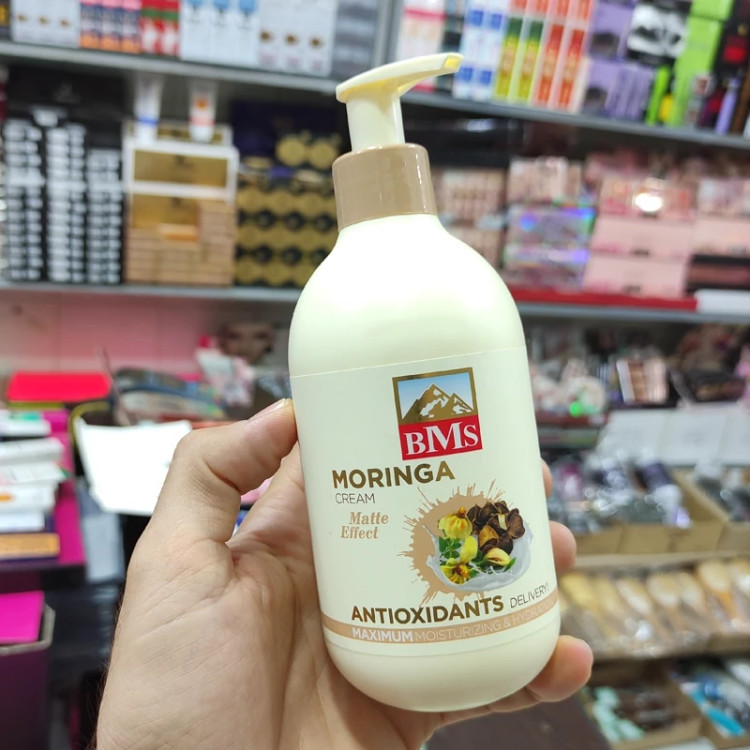 BMS
MORINGA
CREAM
Matte
Effect
ANTIOXIDANTS DELIVERY!
MAXIMUM MOISTURIZING &